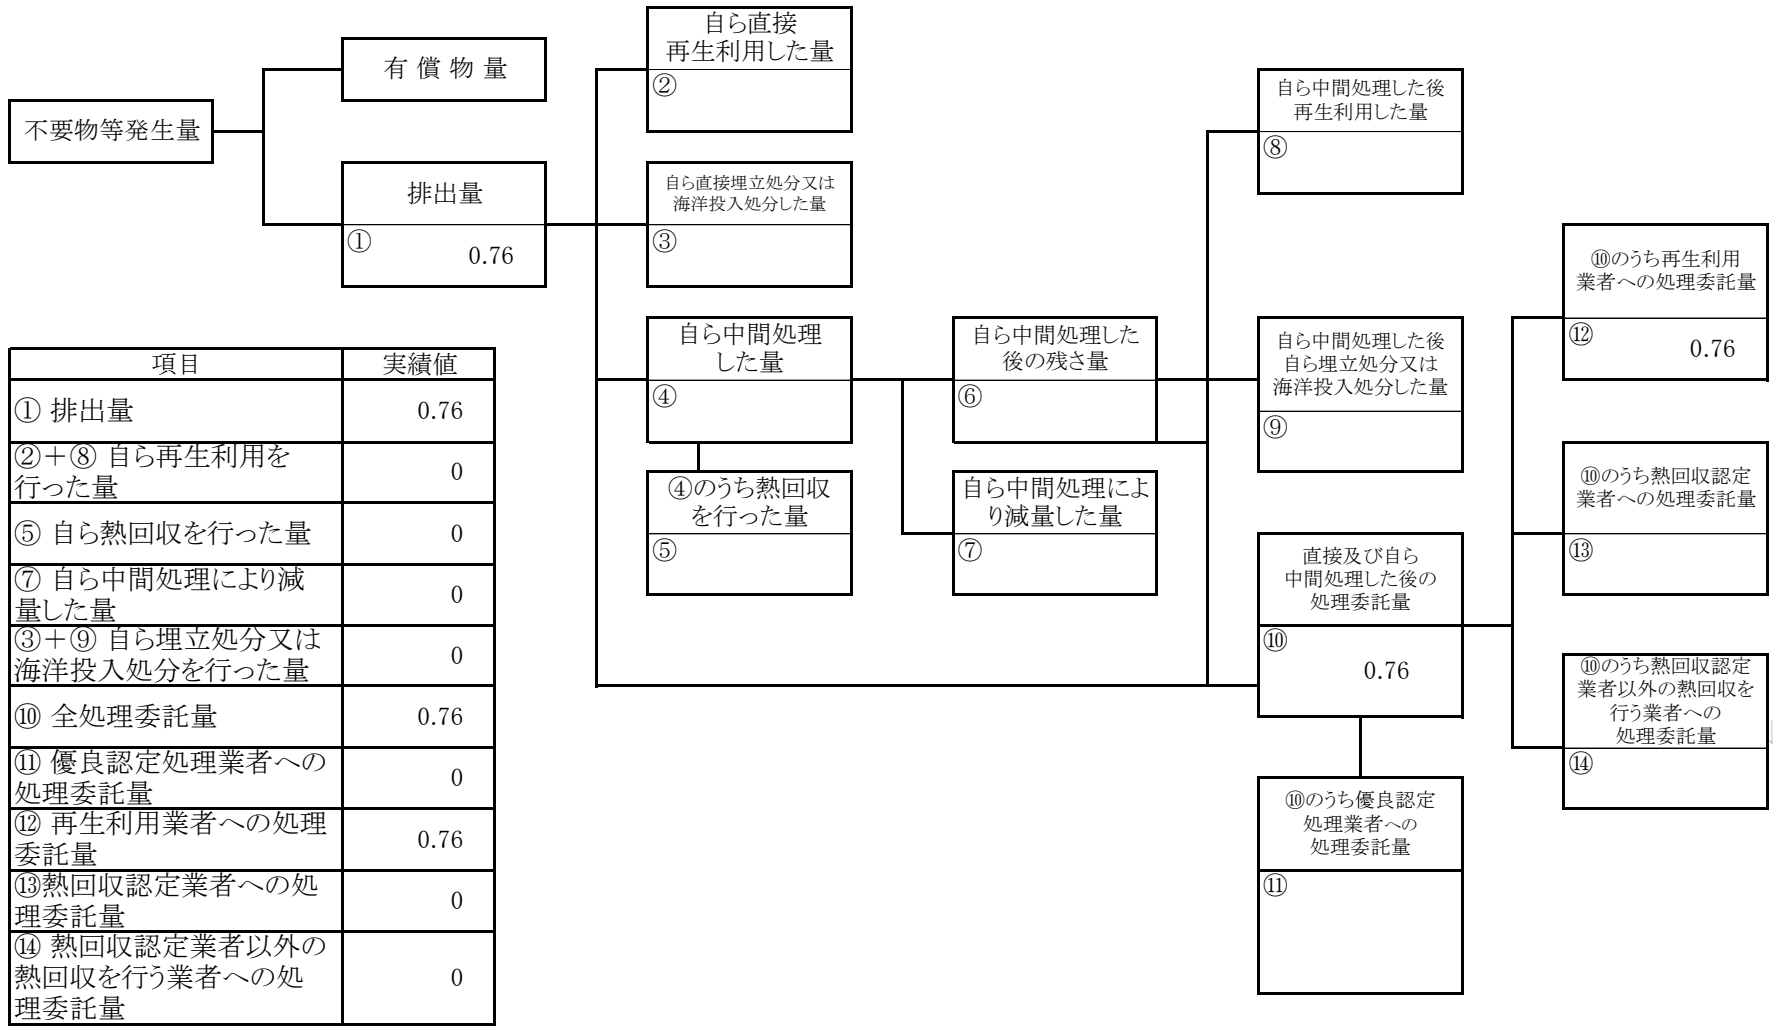 不要物等発生量
有償物量
排出量
①
0.76
自ら直接
再生利用した量
②
自ら直接埋立処分又は
海洋投入処分した量
③
自ら中間処理
した量
④
④のうち熱回収
を行った量
⑤
自ら中間処理した
後の残さ量
⑥
自ら中間処理によ
り減量した量
⑦
自ら中間処理した後
再生利用した量
⑧
自ら中間処理した後
自ら埋立処分又は
海洋投入処分した量
⑨
直接及び自ら
中間処理した後の
処理委託量
⑩
0.76
⑩のうち優良認定
処理業者への
処理委託量
⑪
⑩のうち再生利用
業者への処理委託量
⑫
0.76
⑩のうち熱回収認定
業者への処理委託量
⑬
⑩のうち熱回収認定
業者以外の熱回収を
行う業者への
処理委託量
⑭
項目 実績値
① 排出量 0.76
②＋⑧ 自ら再生利用を
行った量 0
⑤ 自ら熱回収を行った量 0
⑦ 自ら中間処理により減
量した量 0
③＋⑨ 自ら埋立処分又は
海洋投入処分を行った量 0
⑩ 全処理委託量 0.76
⑪ 優良認定処理業者への
処理委託量 0
⑫ 再生利用業者への処理
委託量 0.76
⑬熱回収認定業者への処
理委託量 0
⑭ 熱回収認定業者以外の
熱回収を行う業者への処
理委託量 0